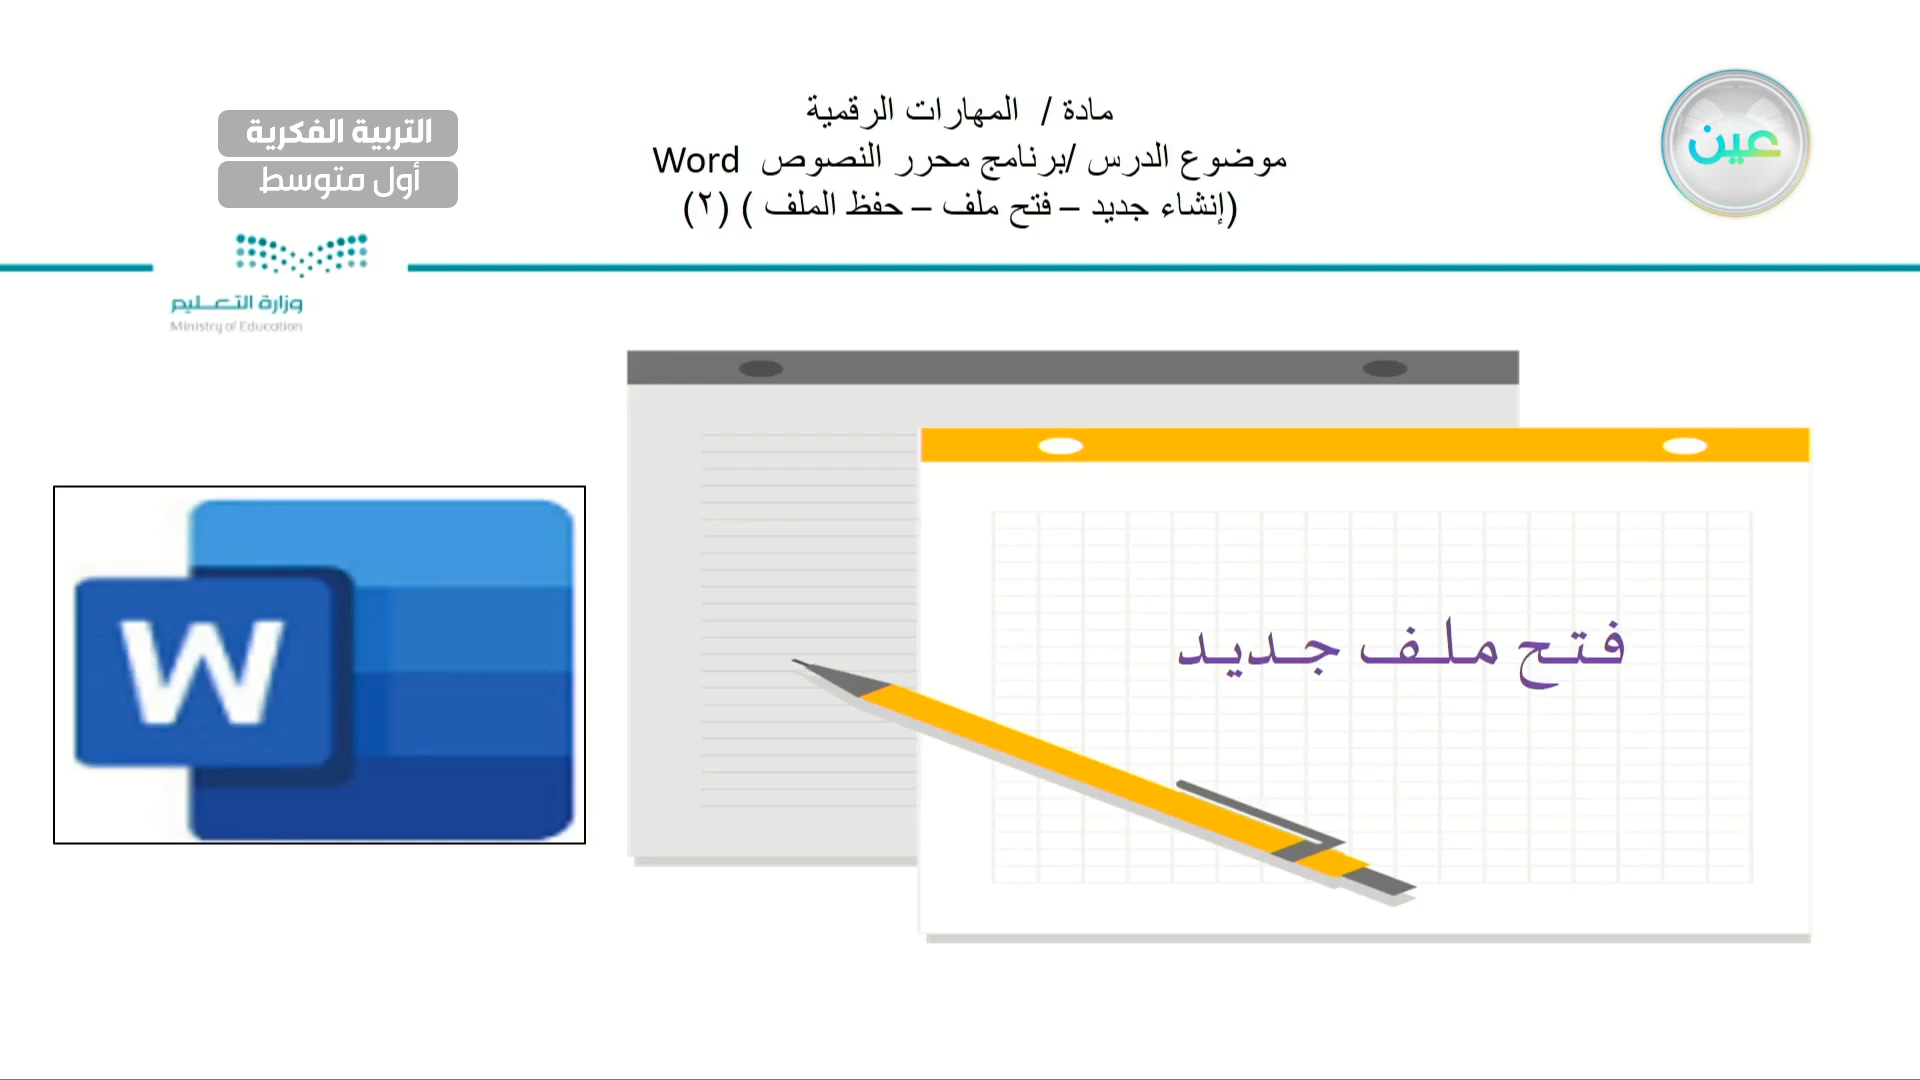 مادة / المهارات الرقمية
موضوع الدرس /برنامج محرر النصوص Word
(إنشاء جديد – فتح ملف – حفظ الملف ) (٢)
عين
التربية الفكرية
أول متوسط
وزارة التعليم
Ministry of Education
فتح ملف جديد
W